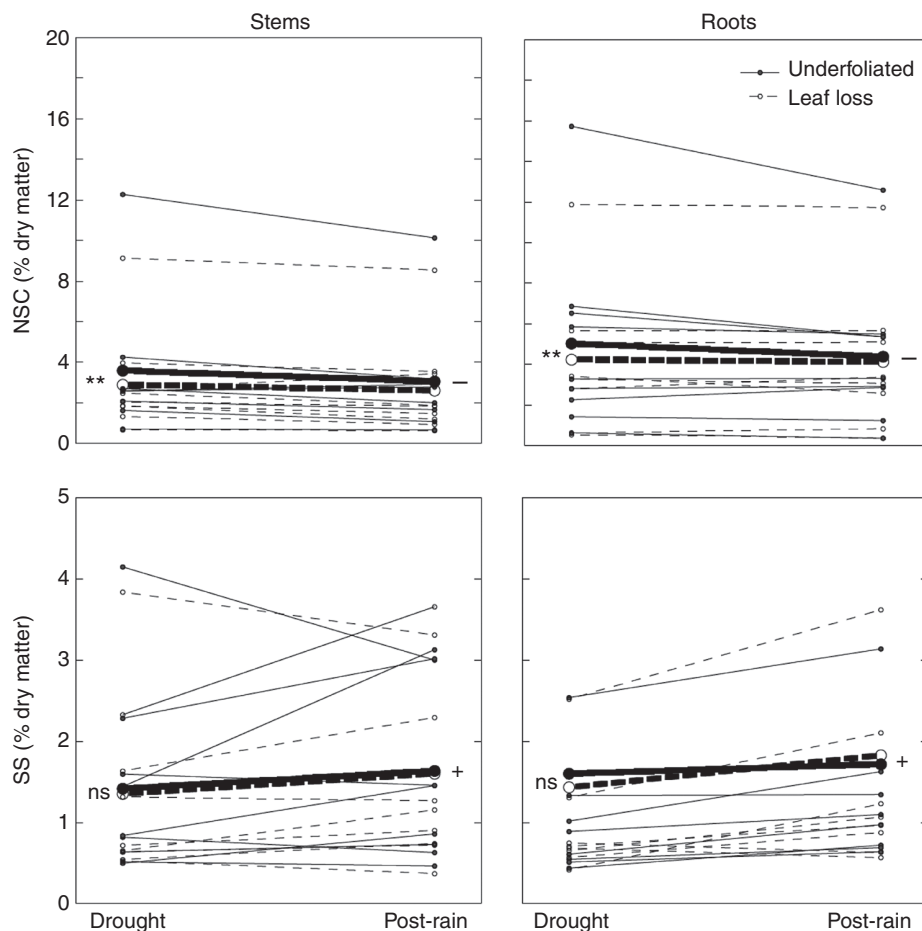 Stems
Roots
20
16
12
8
4
0
NSC (% dry matter)
**
–
Underfoliated
Leaf loss
**
–
5
4
3
2
1
0
SS (% dry matter)
ns
+
ns
+
Drought
Post-rain
Drought
Post-rain